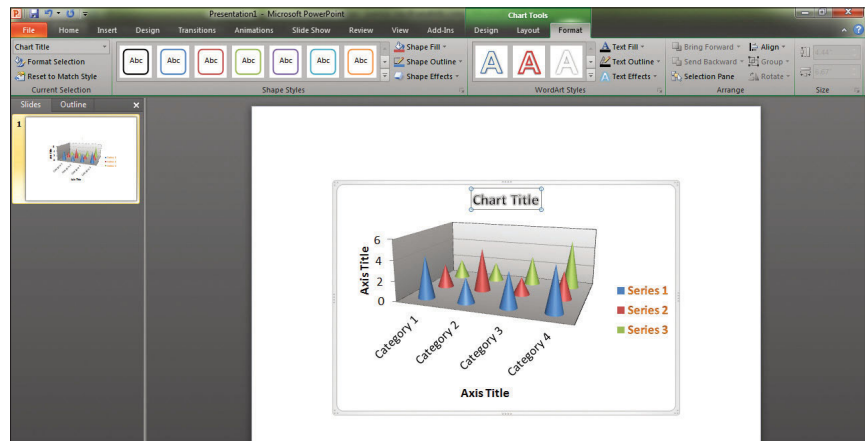 Presentation1 - Microsoft PowerPoint
Chart Tools
File Home Insert Design Transitions Animations Slide Show Review View Add-Ins Design Layout Format
Chart Title
Format Selection
Reset to Match Style
Current Selection
Abc Abc Abc Abc Abc Abc
Shape Fill
Shape Outline
Shape Effects
Shape Styles
A A A
Text Fill
Text Outline
Text Effects
WordArt Styles
Bring Forward
Send Backward
Selection Pane
Align
Group
Rotate
Arrange
Size
Slides Outline
1
Chart Title
Axis Title
6
4
2
0
Category 1
Category 2
Category 3
Category 4
Series 1
Series 2
Series 3
Axis Title